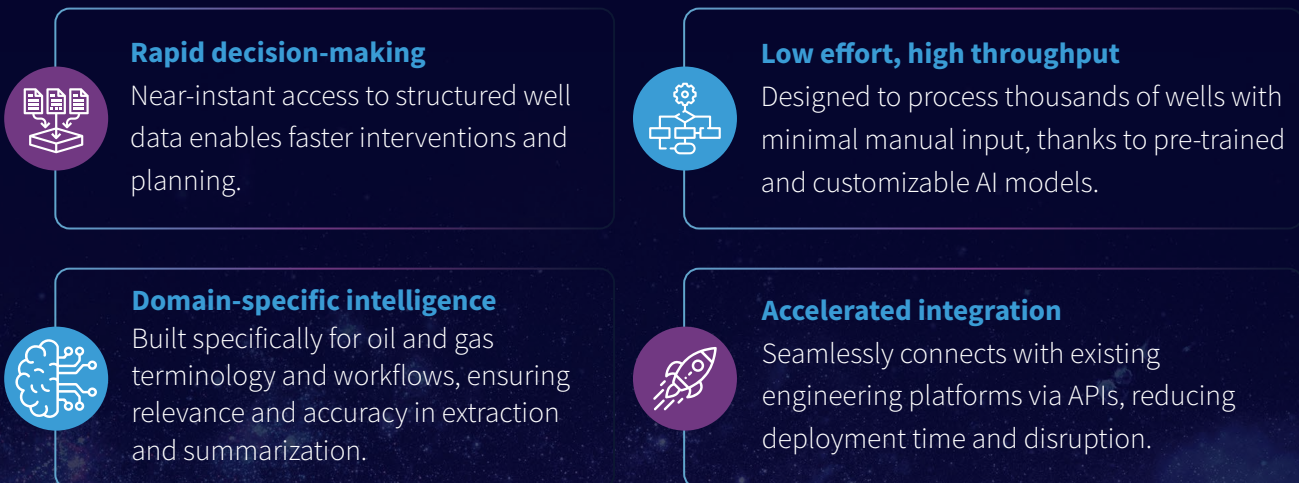 Rapid decision-making
Near-instant access to structured well
data enables faster interventions and
planning.
Low effort, high throughput
Designed to process thousands of wells with
minimal manual input, thanks to pre-trained
and customizable AI models.
Domain-specific intelligence
Built specifically for oil and gas
terminology and workflows, ensuring
relevance and accuracy in extraction
and summarization.
Accelerated integration
Seamlessly connects with existing
engineering platforms via APIs, reducing
deployment time and disruption.